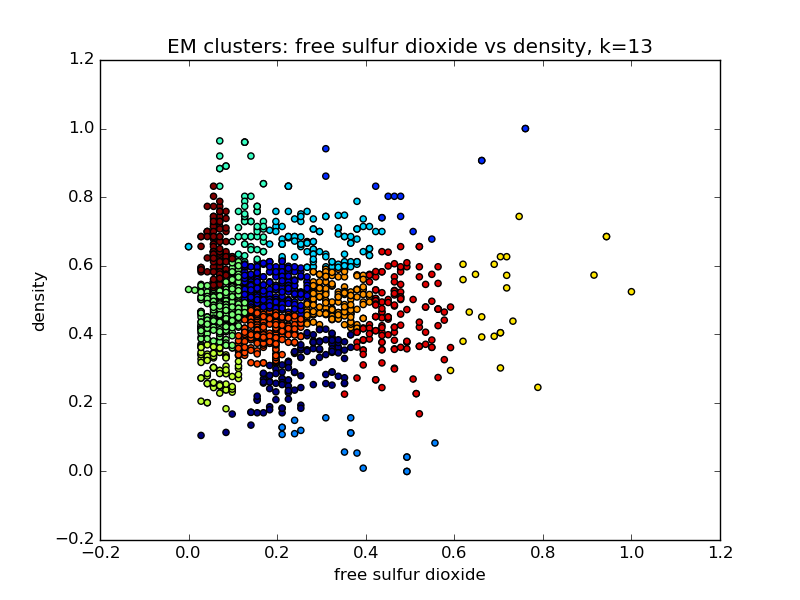 EM clusters: free sulfur dioxide vs density, k=13
1.2
1.0
0.8
0.6
0.4
0.2
0.0
−0.2
density
−0.2 0.0 0.2 0.4 0.6 0.8 1.0 1.2
free sulfur dioxide